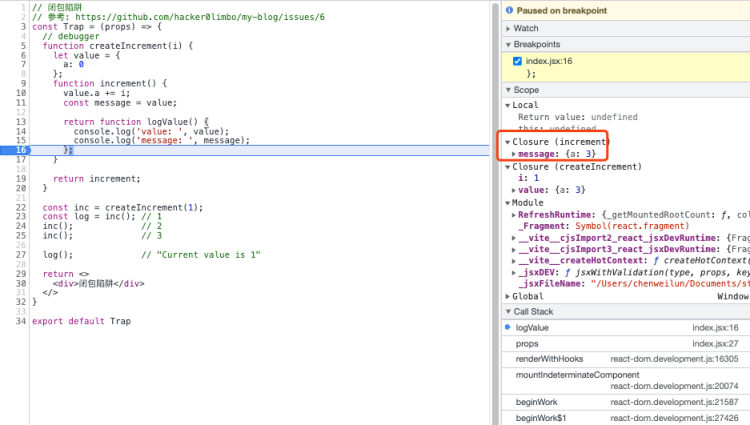 1 // 闭包陷阱
2 // 参考: https://github.com/hacker0limbo/my-blog/issues/6
3 const Trap = (props) => {
4   // debugger
5   function createIncrement(i) {
6     let value = {
7       a: 0
8     };
9     function increment() {
10       value.a += i;
11       const message = value;
12
13       return function logValue() {
14         console.log('value: ', value);
15         console.log('message: ', message);
16       };
17     }
18
19     return increment;
20   }
21
22   const inc = createIncrement(1);
23   const log = inc(); // 1
24   inc();             // 2
25   inc();             // 3
26
27   log();             // "Current value is 1"
28
29   return <>
30     <div>闭包陷阱</div>
31   </>
32 }
33
34 export default Trap
Paused on breakpoint
Watch
Breakpoints
index.jsx:16
};
Scope
Local
Return value: undefined
this: undefined
Closure (increment)
message: {a: 3}
Closure (createIncrement)
i: 1
value: {a: 3}
Module
RefreshRuntime: {_getMountedRootCount: ƒ, col
_Fragment: Symbol(react.fragment)
__vite__cjsImport2_react_jsxDevRuntime: {Frag
__vite__cjsImport3_react_jsxDevRuntime: {Frag
__vite__createHotContext: ƒ createHotContext(
_jsxDEV: ƒ jsxWithValidation(type, props, key
_jsxFileName: "/Users/chenweilun/Documents/st
Global Window
Call Stack
logValue index.jsx:16
props index.jsx:27
renderWithHooks react-dom.development.js:16305
mountIndeterminateComponent
react-dom.development.js:20074
beginWork react-dom.development.js:21587
beginWork$1 react-dom.development.js:27426